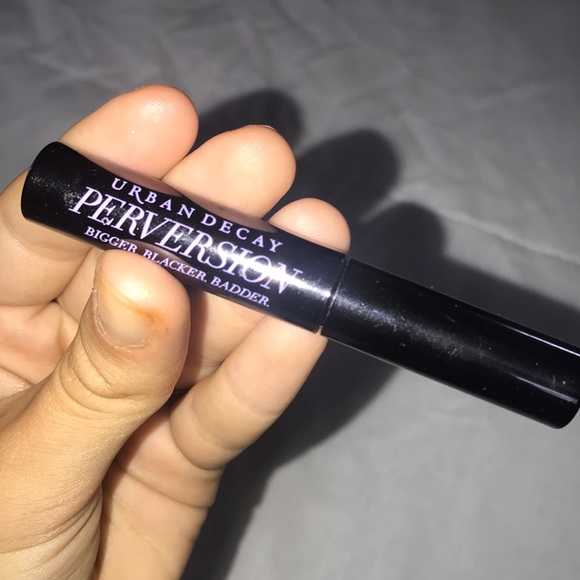 URBAN DECAY
PERVERSION
BIGGER. BLACKER. BADDER.